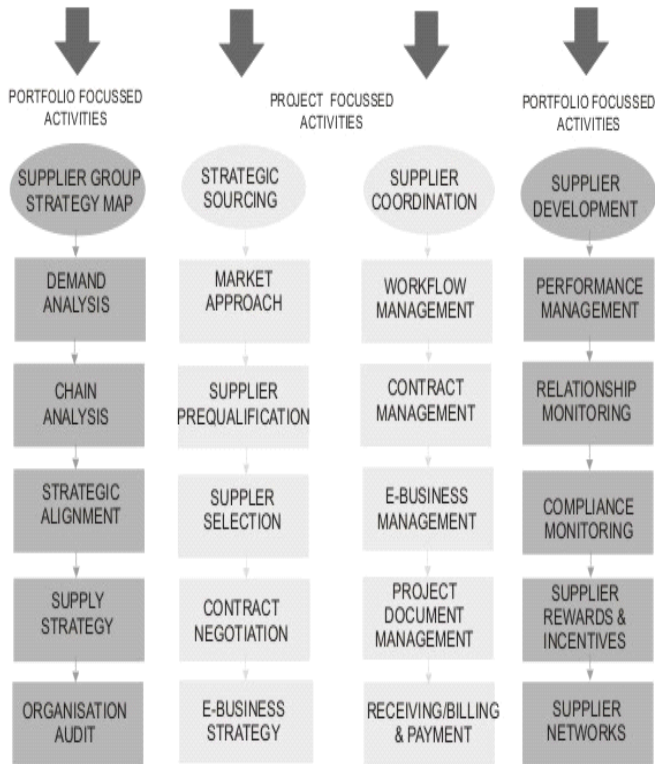 PORTFOLIO FOCUSSED
ACTIVITIES
PROJECT FOCUSSED
ACTIVITIES
PORTFOLIO FOCUSSED
ACTIVITIES
SUPPLIER GROUP
STRATEGY MAP
DEMAND
ANALYSIS
CHAIN
ANALYSIS
STRATEGIC
ALIGNMENT
SUPPLY
STRATEGY
ORGANISATION
AUDIT
STRATEGIC
SOURCING
MARKET
APPROACH
SUPPLIER
PREQUALIFICATION
SUPPLER
SELECTION
CONTRACT
NEGOTIATION
E-BUSINESS
STRATEGY
SUPPLIER
COORDINATION
WORKFLOW
MANAGEMENT
CONTRACT
MANAGEMENT
E-BUSINESS
MANAGEMENT
PROJECT
DOCUMENT
MANAGEMENT
RECEIVING/BILLING
& PAYMENT
SUPPLIER
DEVELOPMENT
PERFORMANCE
MANAGEMENT
RELATIONSHIP
MONITORING
COMPLIANCE
MONITORING
SUPPLIER
REWARDS &
INCENTIVES
SUPPLIER
NETWORKS